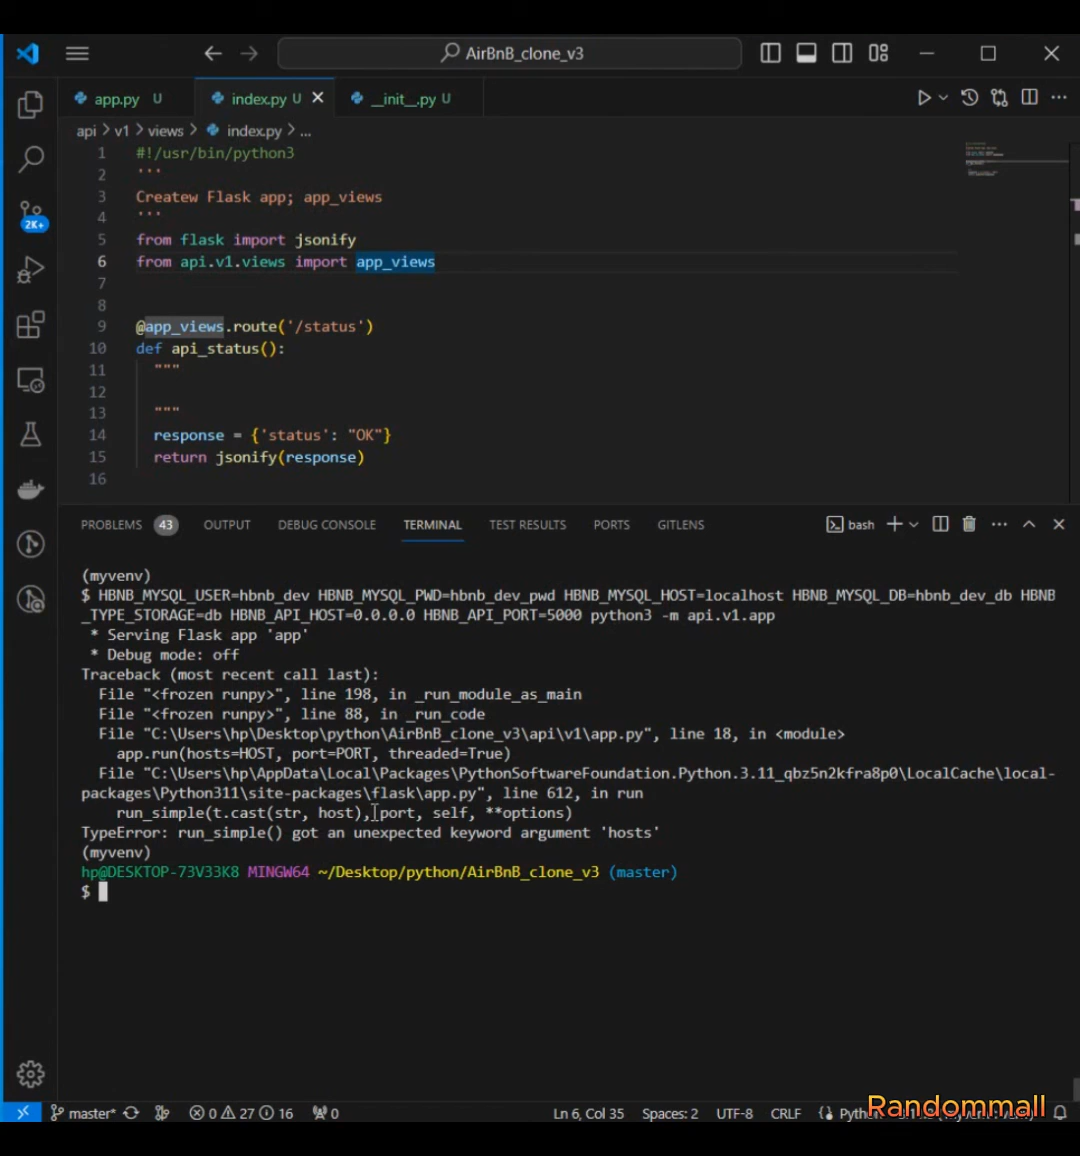 AirBnB_clone_v3
app.py U
index.py U
__init__.py U
api > v1 > views > index.py > ...
1 #!/usr/bin/python3
2 '''
3 Createw Flask app; app_views
4 '''
5 from flask import jsonify
6 from api.v1.views import app_views
7
8
9 @app_views.route('/status')
10 def api_status():
11 """
12
13 """
14 response = {'status': "OK"}
15 return jsonify(response)
16
2K+
PROBLEMS 43 OUTPUT DEBUG CONSOLE TERMINAL TEST RESULTS PORTS GITLENS bash
(myvenv)
$ HBNB_MYSQL_USER=hbnb_dev HBNB_MYSQL_PWD=hbnb_dev_pwd HBNB_MYSQL_HOST=localhost HBNB_MYSQL_DB=hbnb_dev_db HBNB
_TYPE_STORAGE=db HBNB_API_HOST=0.0.0.0 HBNB_API_PORT=5000 python3 -m api.v1.app
* Serving Flask app 'app'
* Debug mode: off
Traceback (most recent call last):
File "<frozen runpy>", line 198, in _run_module_as_main
File "<frozen runpy>", line 88, in _run_code
File "C:\Users\hp\Desktop\python\AirBnB_clone_v3\api\v1\app.py", line 18, in <module>
app.run(hosts=HOST, port=PORT, threaded=True)
File "C:\Users\hp\AppData\Local\Packages\PythonSoftwareFoundation.Python.3.11_qbz5n2kfra8p0\LocalCache\local-
packages\Python311\site-packages\flask\app.py", line 612, in run
run_simple(t.cast(str, host), port, self, **options)
TypeError: run_simple() got an unexpected keyword argument 'hosts'
(myvenv)
hp@DESKTOP-73V33K8 MINGW64 ~/Desktop/python/AirBnB_clone_v3 (master)
$
master* 0 27 16 0 Ln 6, Col 35 Spaces: 2 UTF-8 CRLF
Randommall